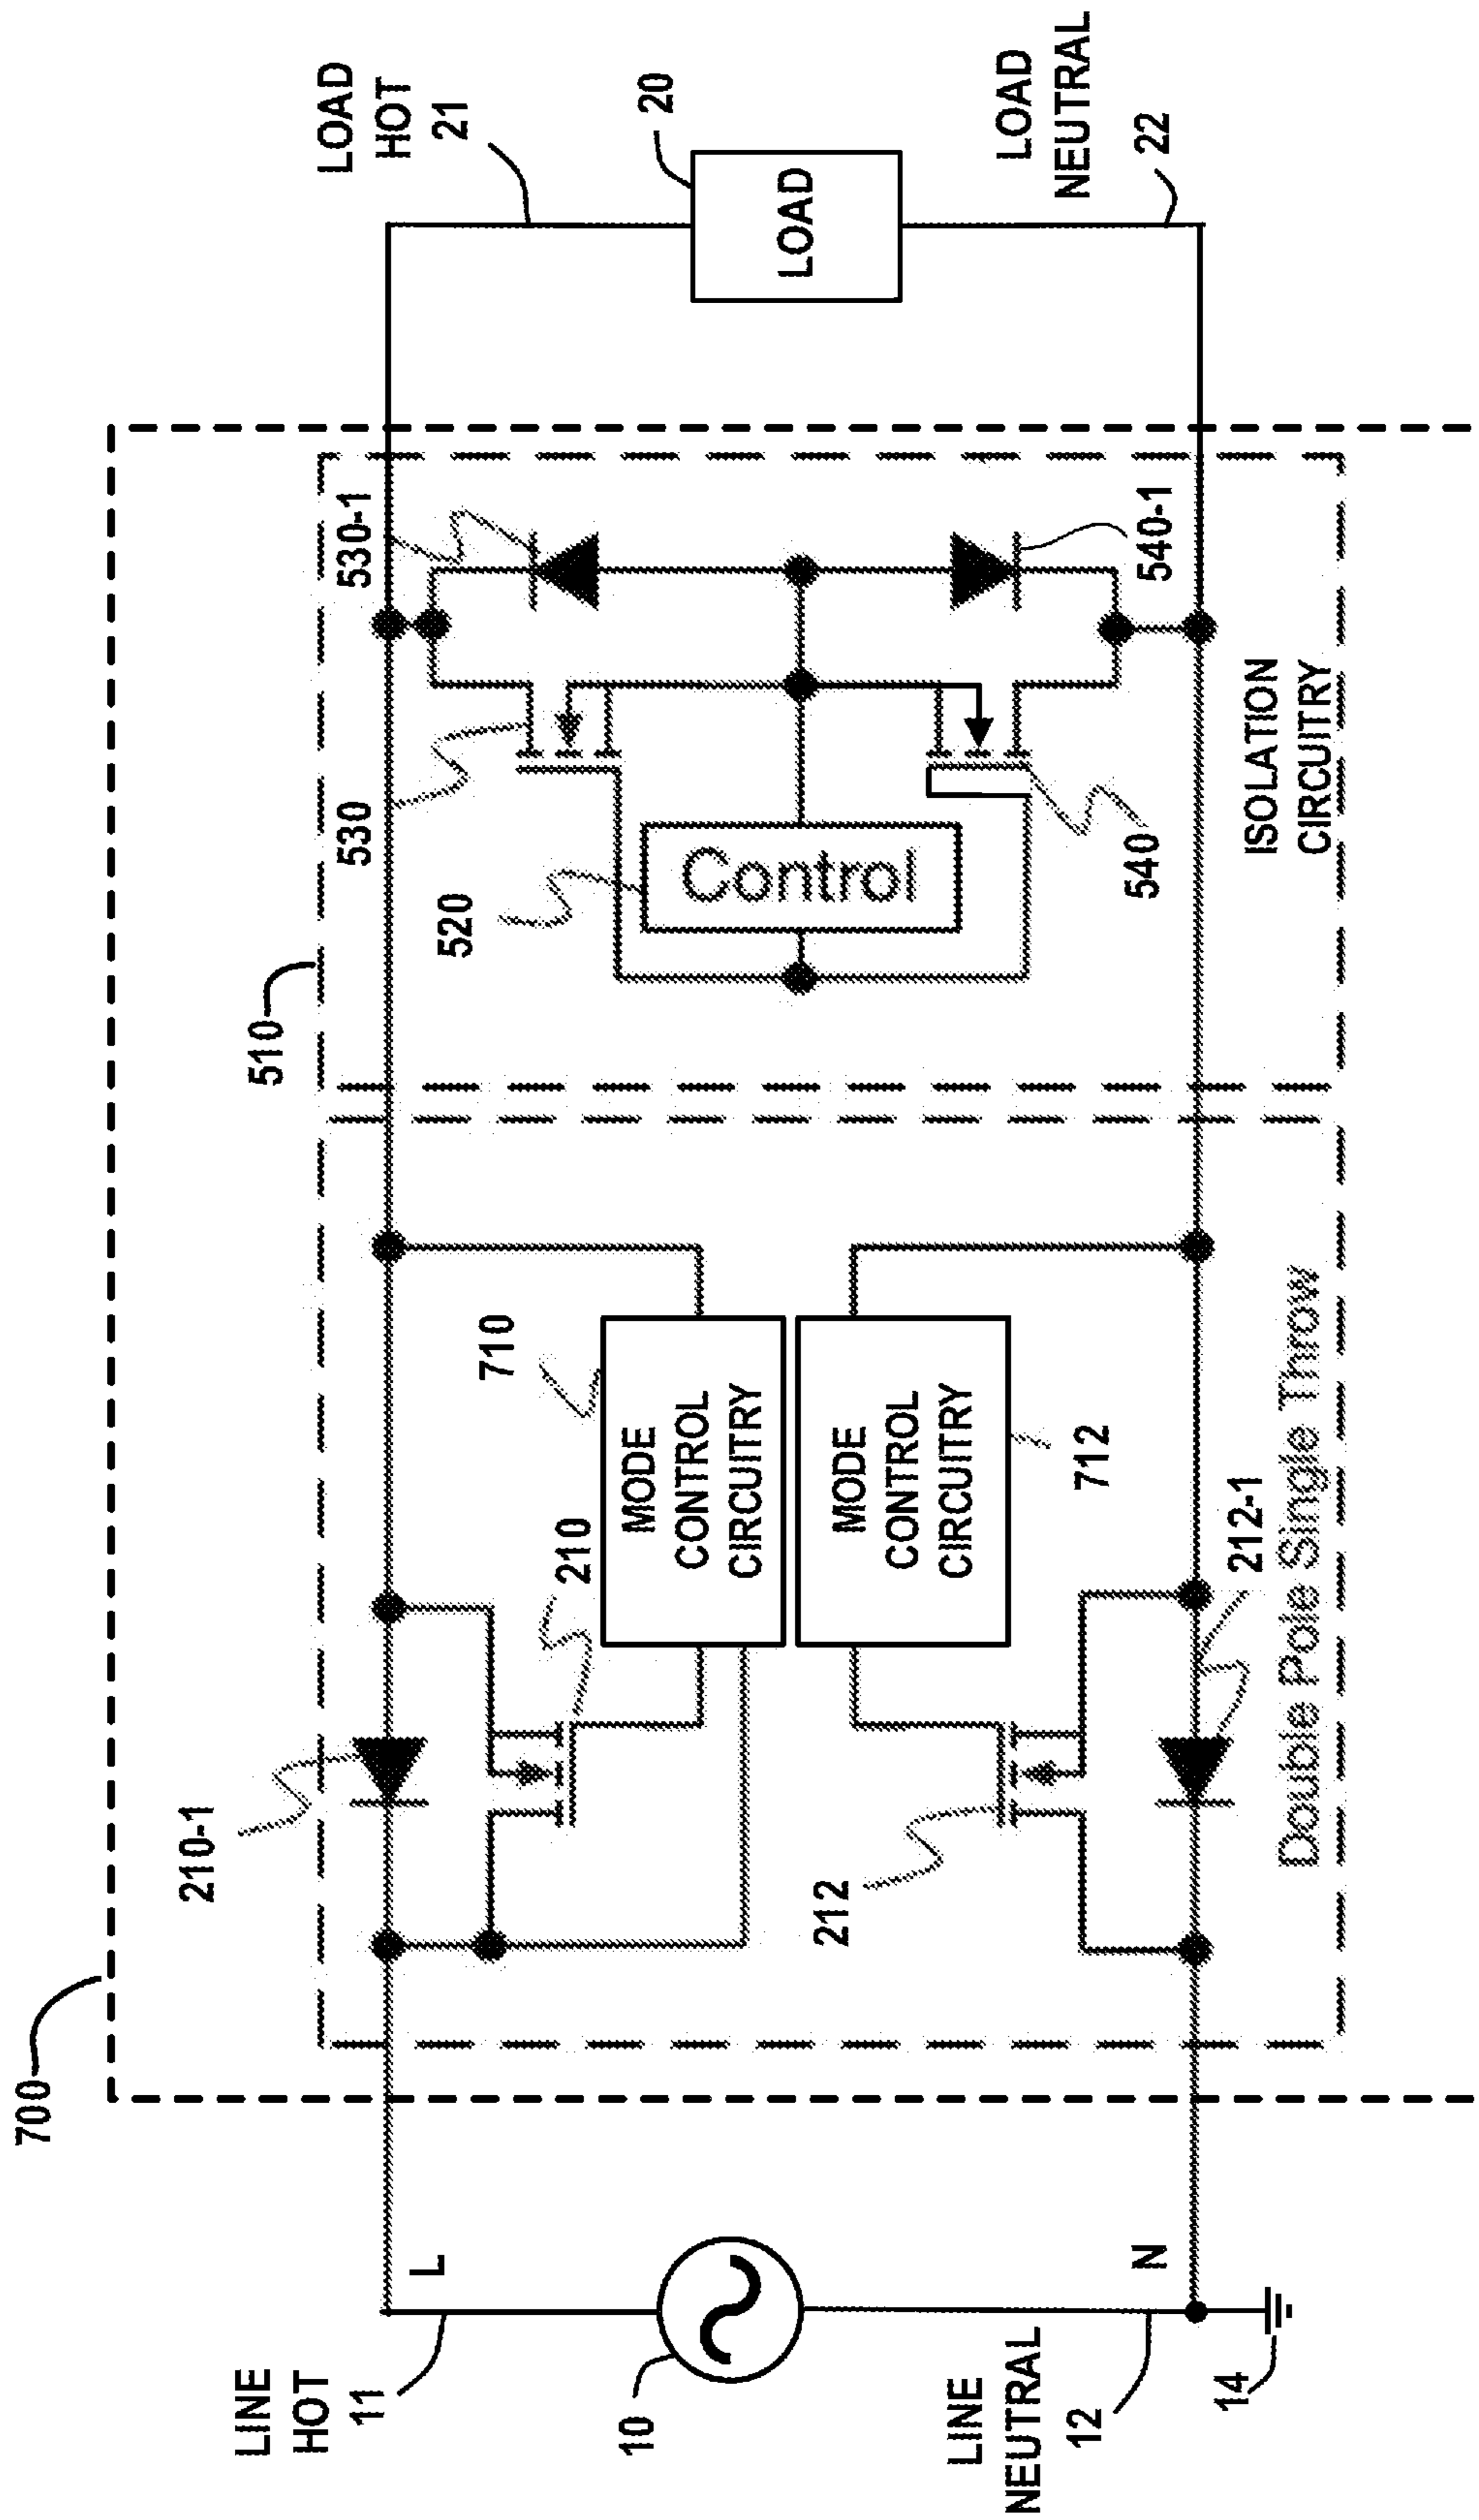 700
LINE
HOT
11
L
10
LINE
NEUTRAL
12
N
14
210-1
210
MODE
CONTROL
CIRCUITRY
710
MODE
CONTROL
CIRCUITRY
712
212
212-1
Double Pole Single Throw
510
520
Control
530
530-1
540
540-1
ISOLATION
CIRCUITRY
LOAD
HOT
21
LOAD
20
LOAD
NEUTRAL
22